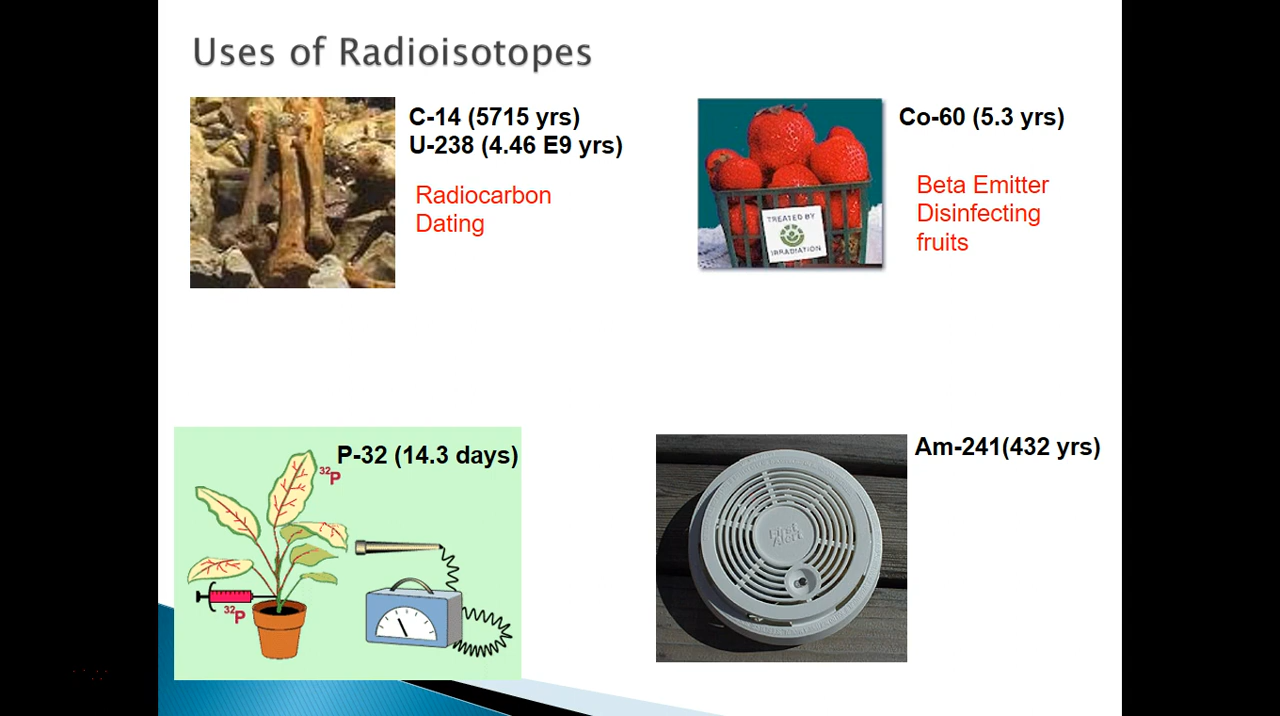 Uses of Radioisotopes
C-14 (5715 yrs)
U-238 (4.46 E9 yrs)
Radiocarbon
Dating
Co-60 (5.3 yrs)
Beta Emitter
Disinfecting
fruits
TREATED BY
IRRADIATION
P-32 (14.3 days)
32P
32P
Am-241(432 yrs)
First
Alert